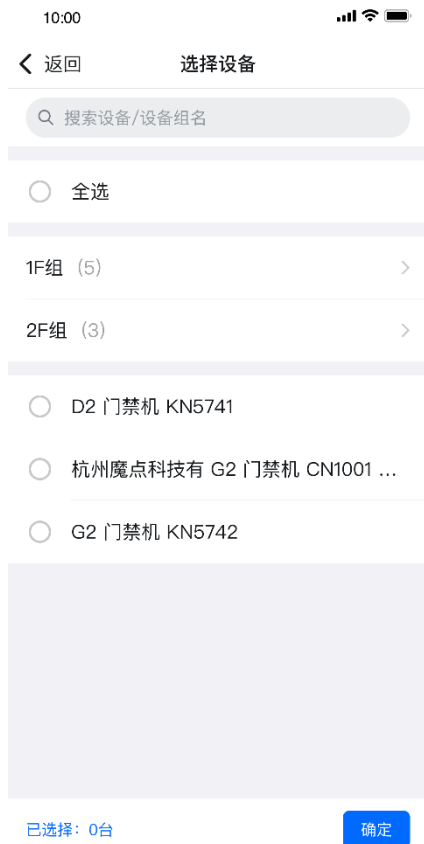 10:00
返回
选择设备
搜索设备/设备组名
全选
1F组 (5)
2F组 (3)
D2 门禁机 KN5741
杭州魔点科技有 G2 门禁机 CN1001 ...
G2 门禁机 KN5742
已选择: 0台
确定